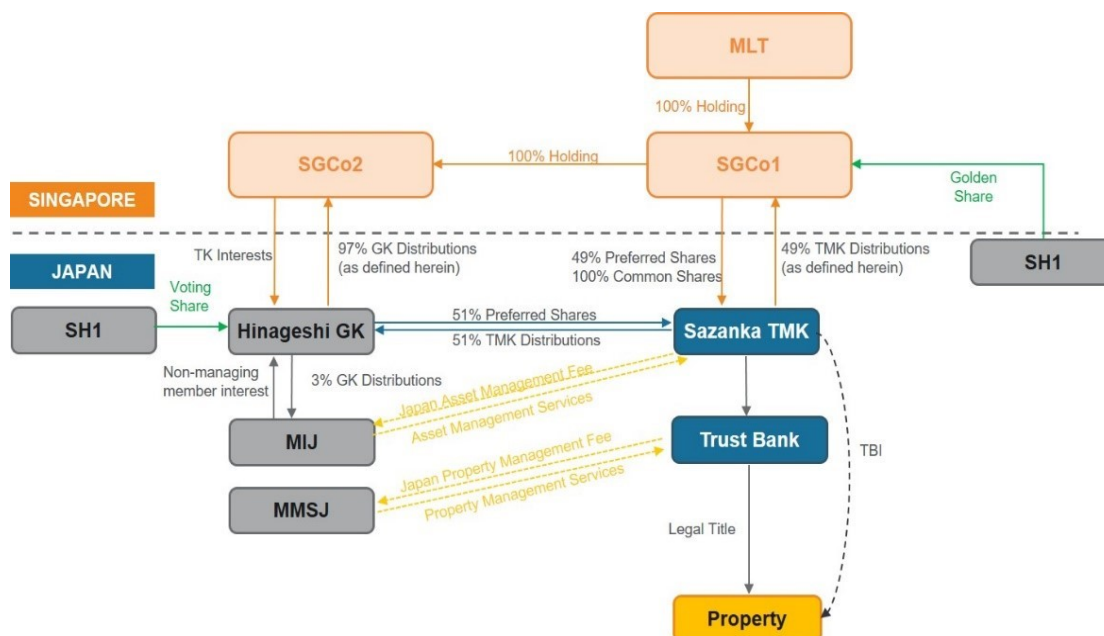 MLT
100% Holding
SGCo2
100% Holding
SGCo1
Golden
Share
SINGAPORE
TK Interests
97% GK Distributions
(as defined herein)
49% Preferred Shares
100% Common Shares
49% TMK Distributions
(as defined herein)
SH1
JAPAN
Voting
Share
SH1
Hinageshi GK
51% Preferred Shares
51% TMK Distributions
Sazanka TMK
Non-managing
member interest
3% GK Distributions
Japan Asset Management Fee
Asset Management Services
MIJ
Trust Bank
TBI
Japan Property Management Fee
Property Management Services
MMSJ
Legal Title
Property